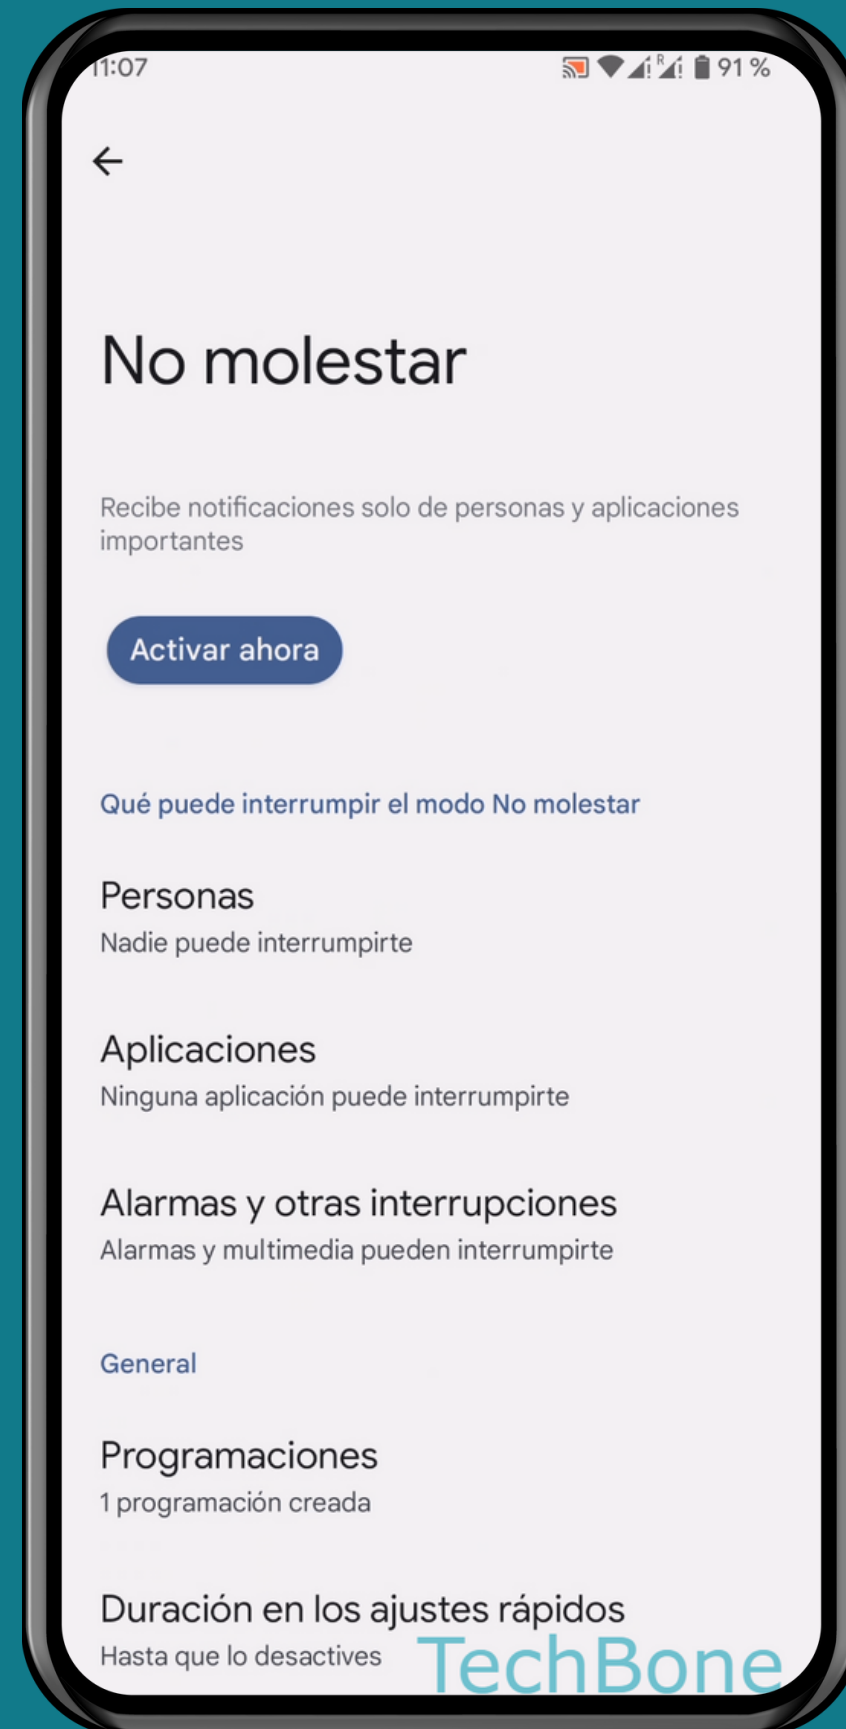 11:07
R
91 %
No molestar
Recibe notificaciones solo de personas y aplicaciones
importantes
Activar ahora
Qué puede interrumpir el modo No molestar
Personas
Nadie puede interrumpirte
Aplicaciones
Ninguna aplicación puede interrumpirte
Alarmas y otras interrupciones
Alarmas y multimedia pueden interrumpirte
General
Programaciones
1 programación creada
Duración en los ajustes rápidos
Hasta que lo desactives
TechBone